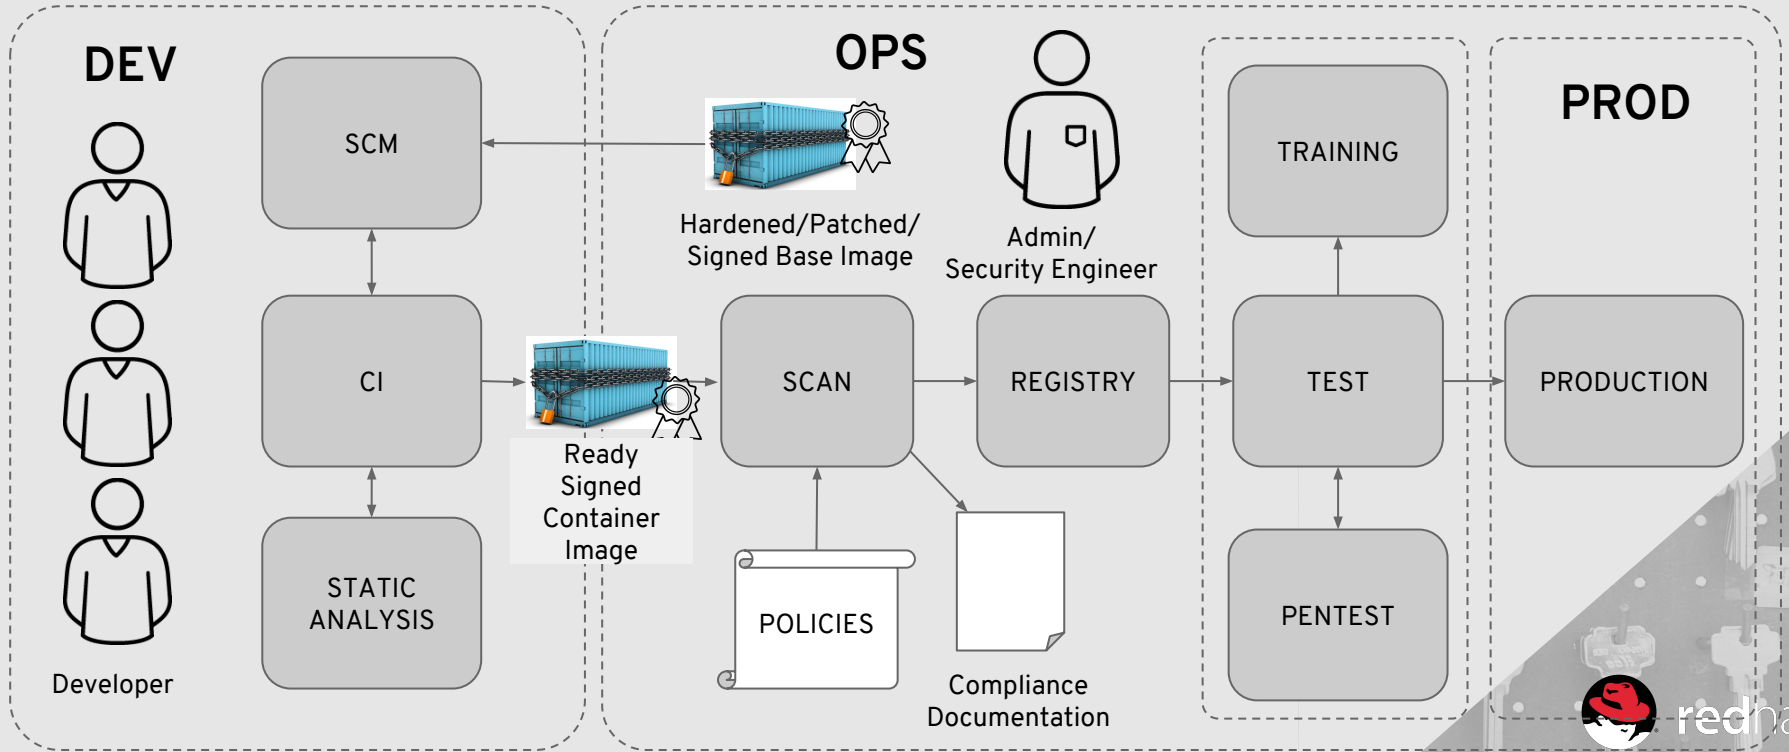 DEV
SCM
CI
STATIC
ANALYSIS
Developer
OPS
Hardened/Patched/
Signed Base Image
Admin/
Security Engineer
Ready
Signed
Container
Image
SCAN
REGISTRY
POLICIES
Compliance
Documentation
TRAINING
TEST
PENTEST
PROD
PRODUCTION
redha